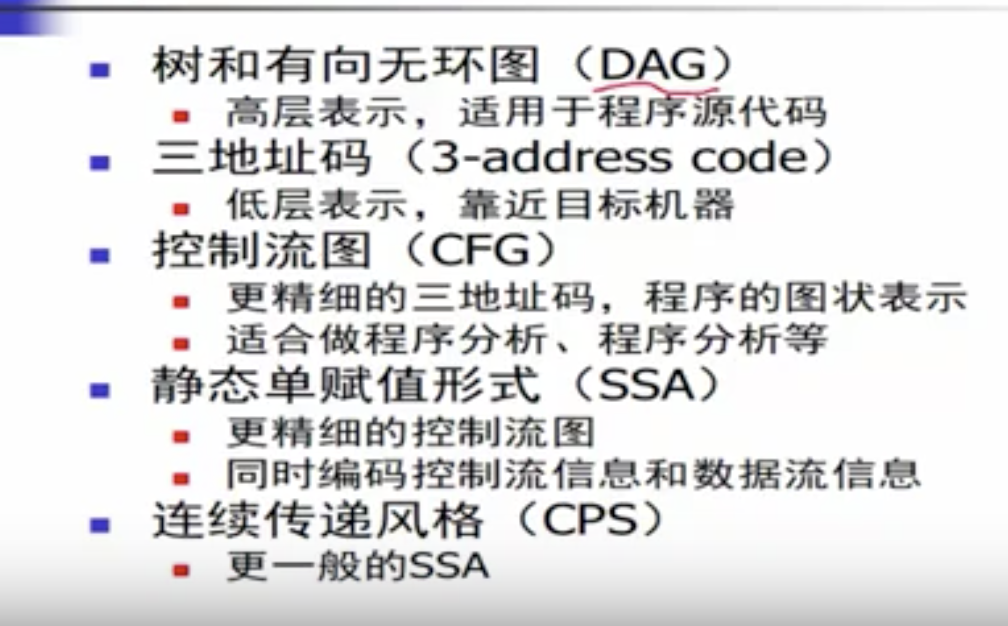 树和有向无环图（DAG）
高层表示，适用于程序源代码
三地址码（3-address code）
低层表示，靠近目标机器
控制流图（CFG）
更精细的三地址码，程序的图状表示
适合做程序分析、程序分析等
静态单赋值形式（SSA）
更精细的控制流图
同时编码控制流信息和数据流信息
连续传递风格（CPS）
更一般的SSA